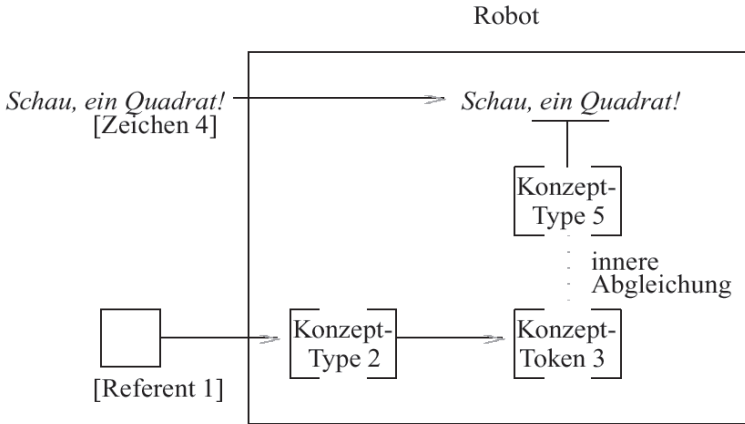 Robot
Schau, ein Quadrat!
Schau, ein Quadrat!
[Zeichen 4]
Konzept-
Type 5
innere
Abgleichung
Konzept-
Type 2
Konzept-
Token 3
[Referent 1]